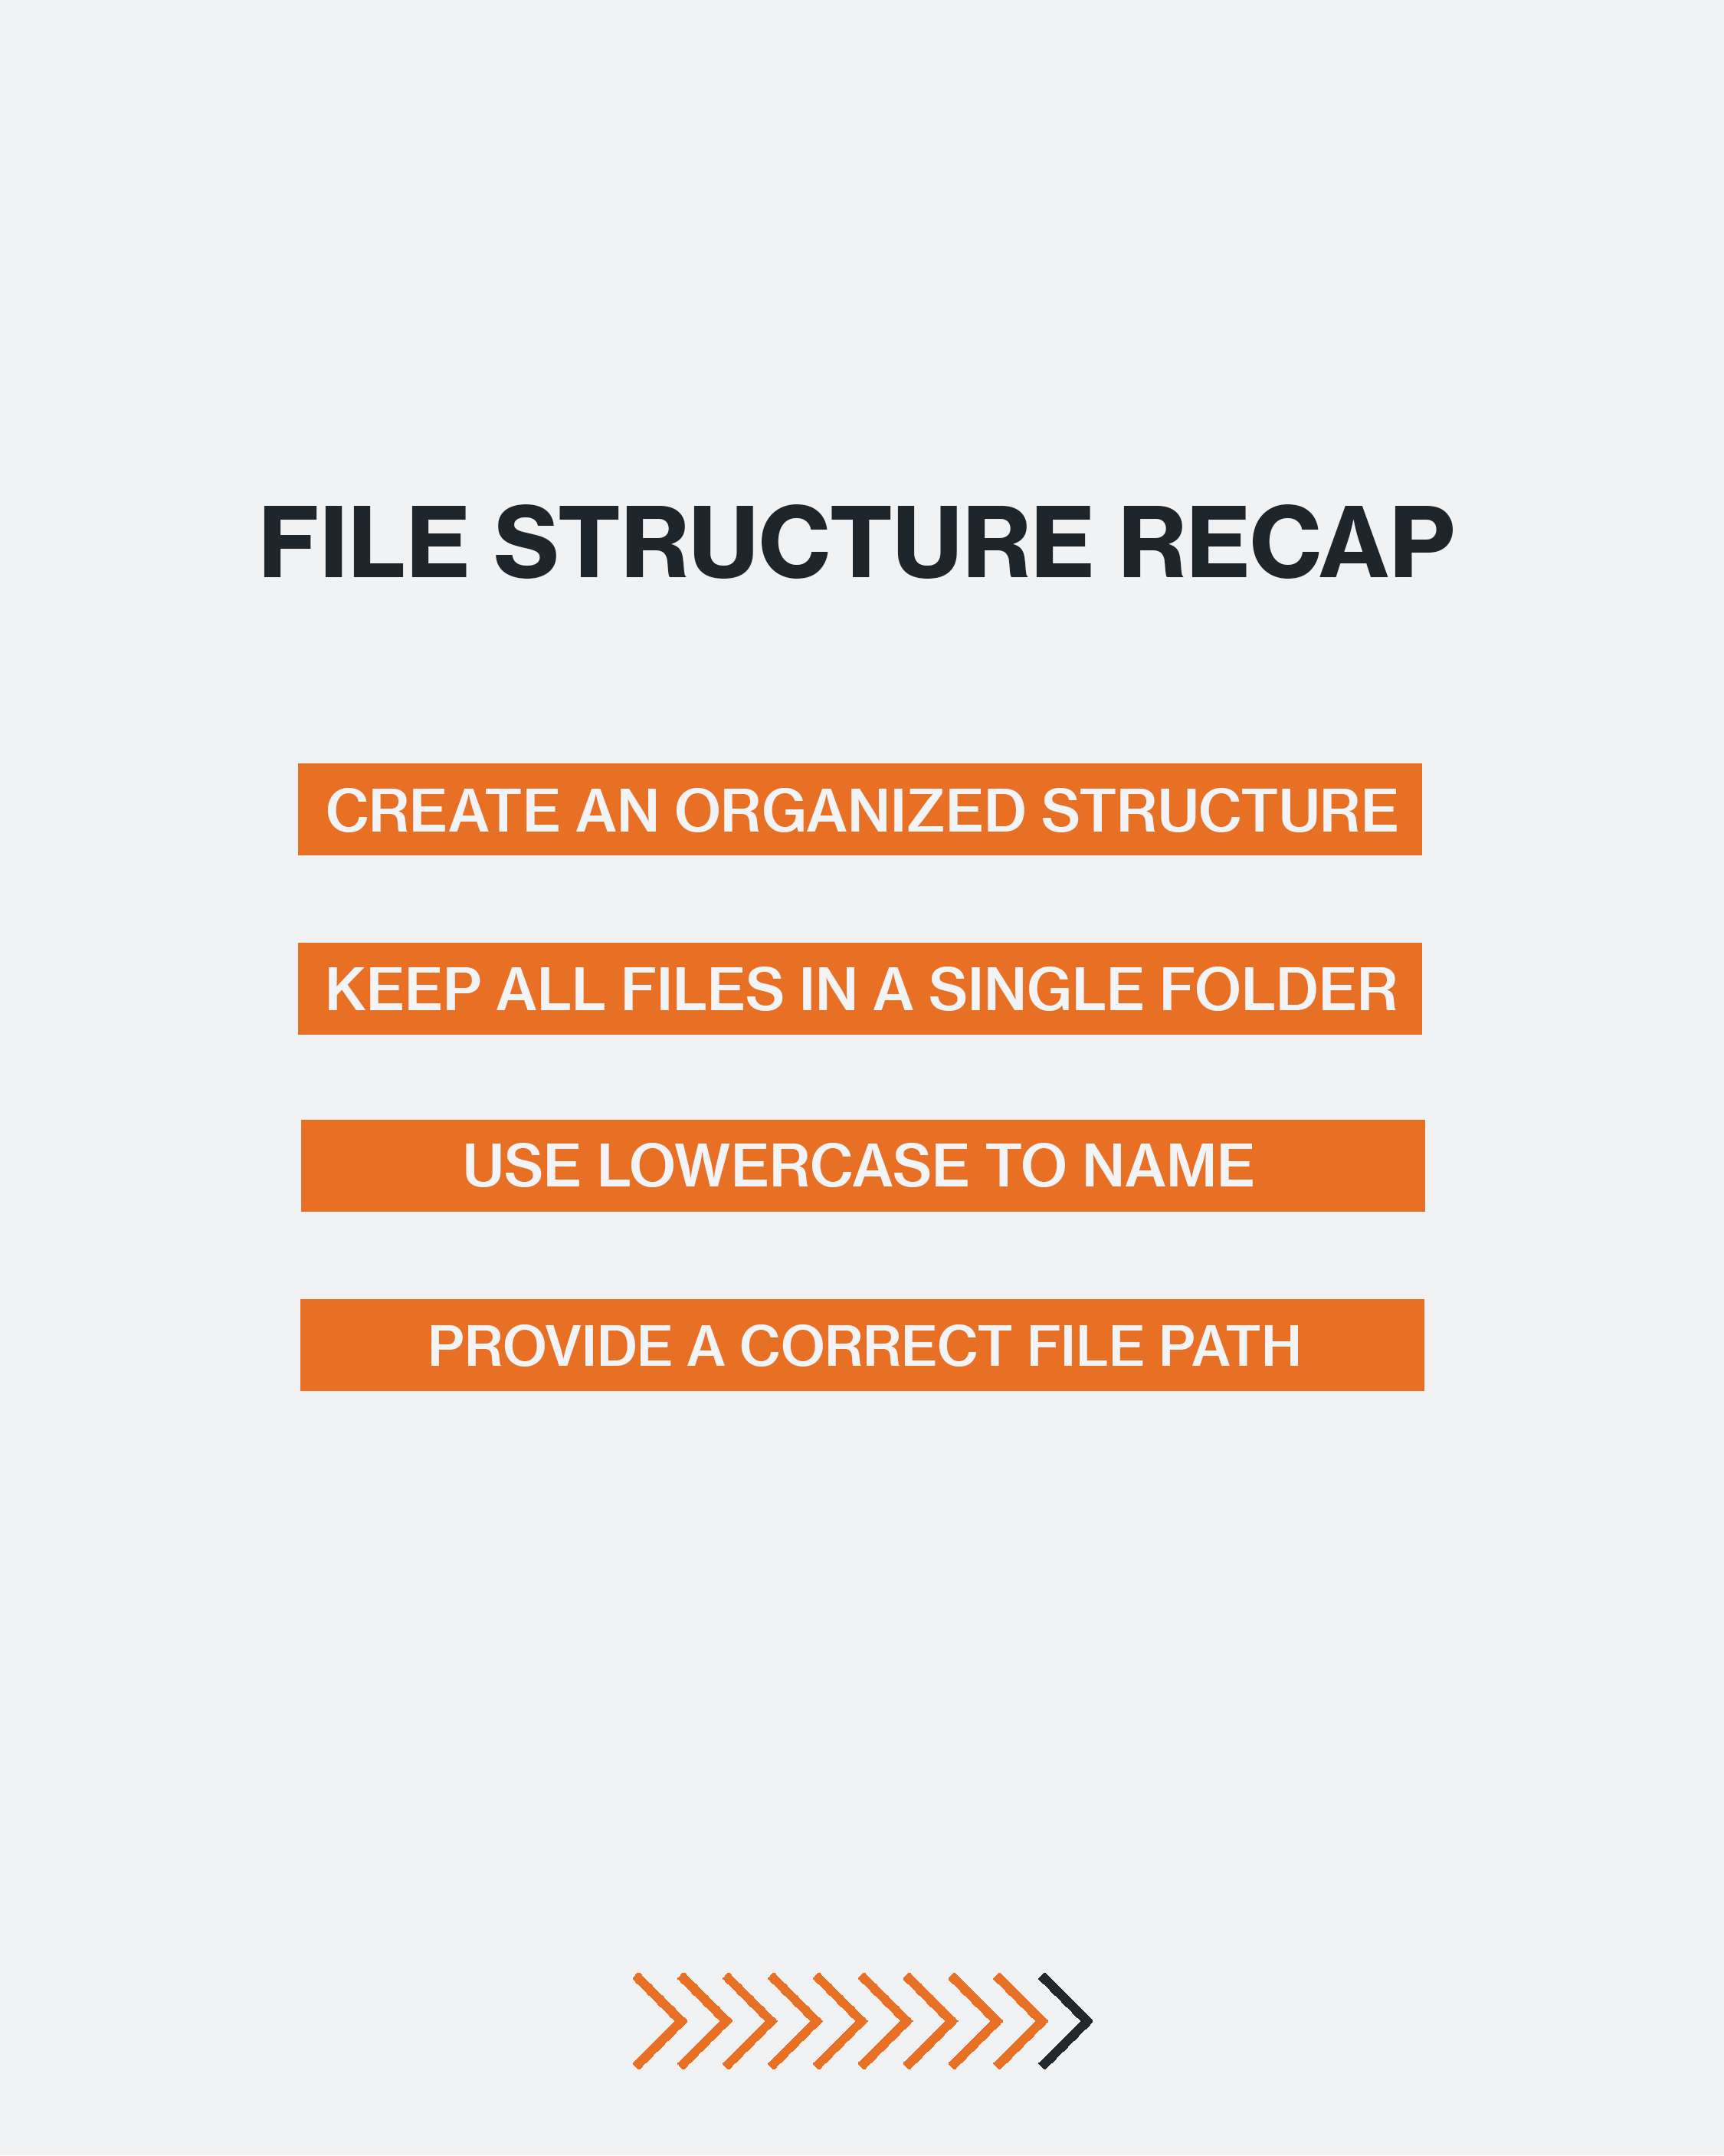 FILE STRUCTURE RECAP
CREATE AN ORGANIZED STRUCTURE
KEEP ALL FILES IN A SINGLE FOLDER
USE LOWERCASE TO NAME
PROVIDE A CORRECT FILE PATH